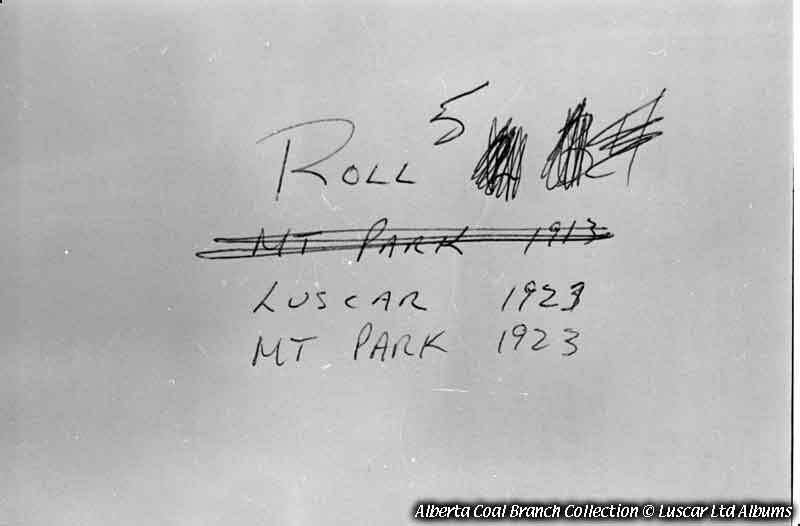 ROLL 5
MT PARK 1913
LUSCAR 1923
MT PARK 1923
Alberta Coal Branch Collection © Luscar Ltd Albums